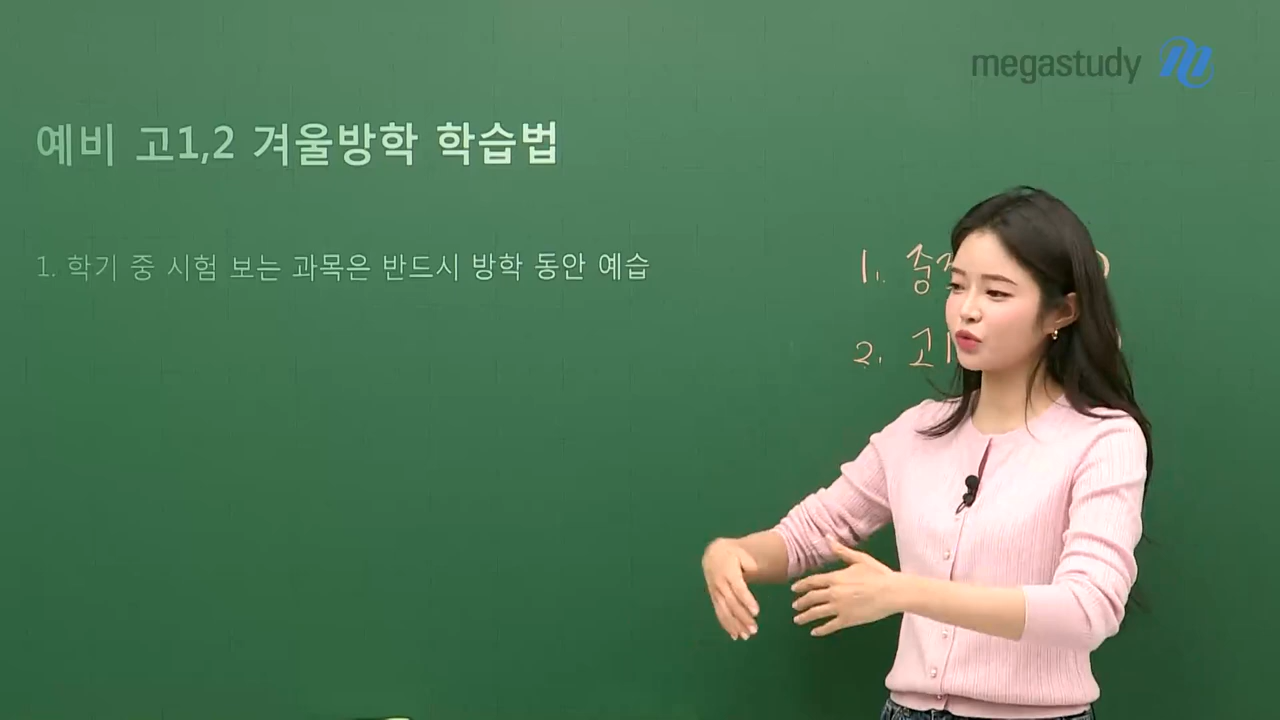 megastudy
예비 고1,2 겨울방학 학습법
1. 학기 중 시험 보는 과목은 반드시 방학 동안 예습
1.
2. 고1